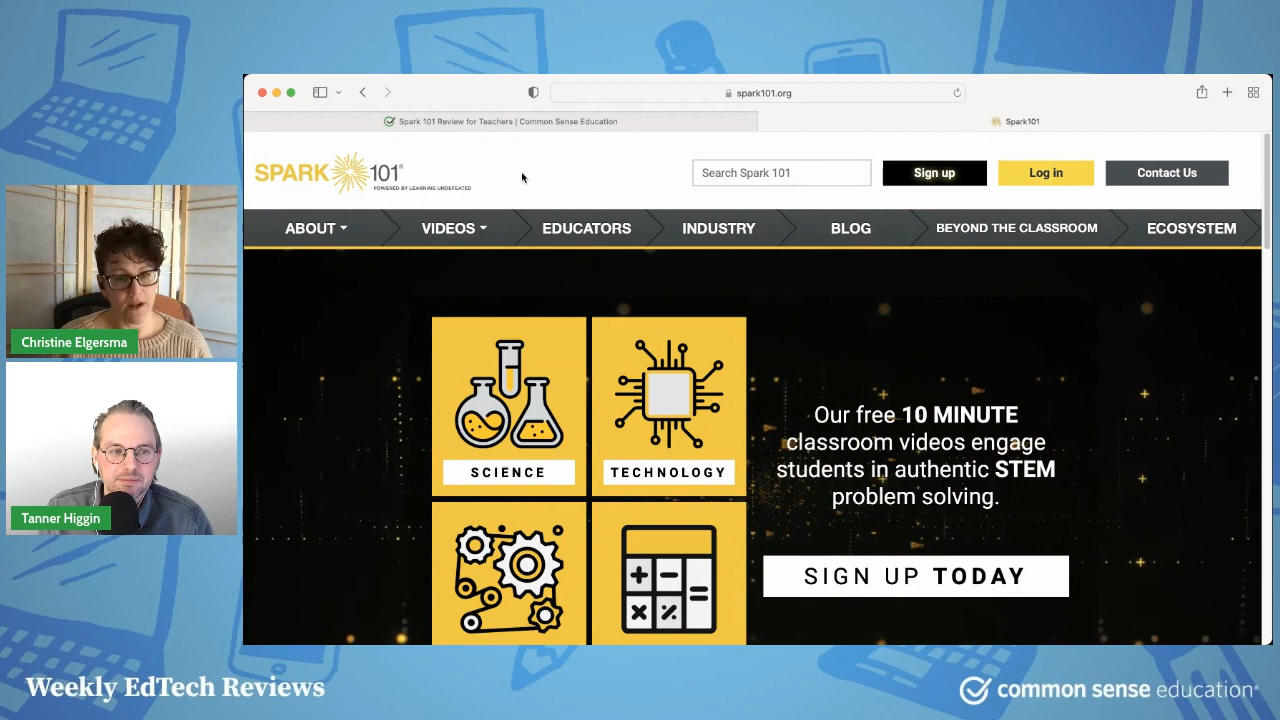 spark101.org
Spark 101 Review for Teachers | Common Sense Education
Spark101
SPARK 101®
POWERED BY LEARNING UNDEFEATED
Search Spark 101
Sign up
Log in
Contact Us
ABOUT
VIDEOS
EDUCATORS
INDUSTRY
BLOG
BEYOND THE CLASSROOM
ECOSYSTEM
Christine Elgersma
Tanner Higgin
SCIENCE
TECHNOLOGY
Our free 10 MINUTE
classroom videos engage
students in authentic STEM
problem solving.
SIGN UP TODAY
Weekly EdTech Reviews
common sense education®